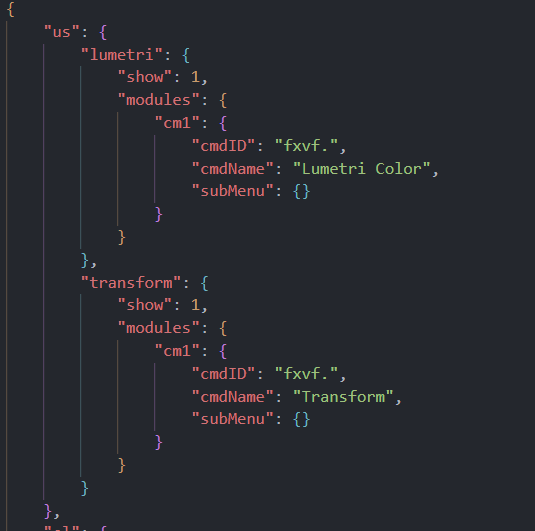 {
    "us": {
        "lumetri": {
            "show": 1,
            "modules": {
                "cm1": {
                    "cmdID": "fxvf.",
                    "cmdName": "Lumetri Color",
                    "subMenu": {}
                }
            }
        },
        "transform": {
            "show": 1,
            "modules": {
                "cm1": {
                    "cmdID": "fxvf.",
                    "cmdName": "Transform",
                    "subMenu": {}
                }
            }
        }
    },